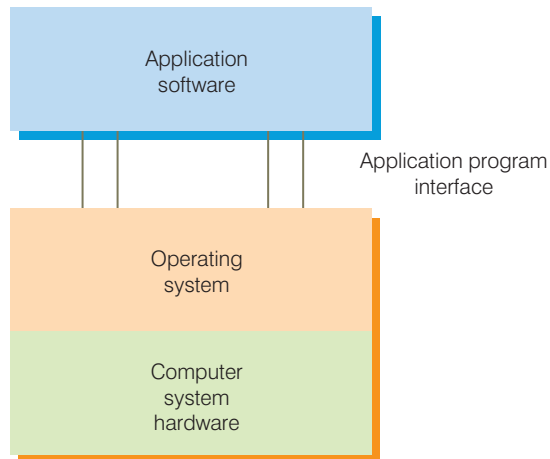 Application
software
Application program
interface
Operating
system
Computer
system
hardware